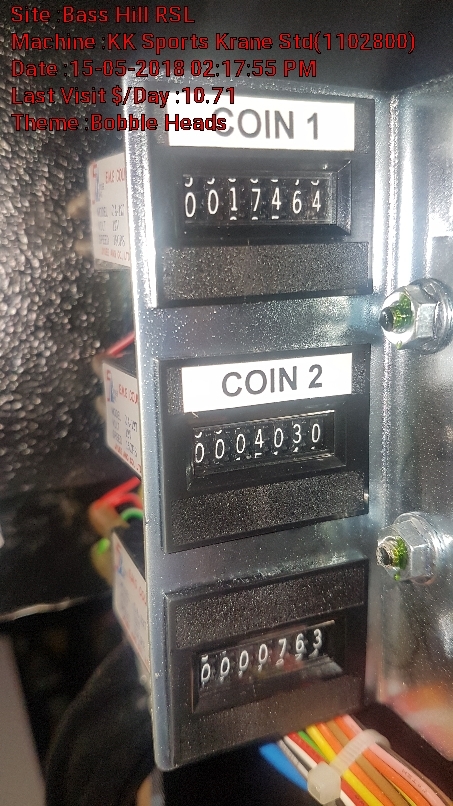 Site :Bass Hill RSL
Machine :KK Sports Krane Std(1102800)
Date :15-05-2018 02:17:55 PM
Last Visit $/Day :10.71
Theme :Bobble Heads
COIN 1
0017464
COIN 2
0004030
0000763